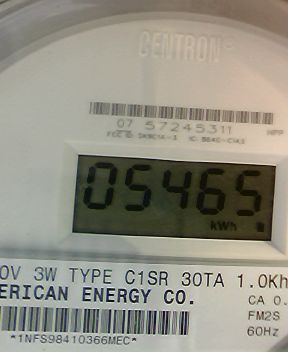 CENTRON®
07 57245311
05465
kWh
0V 3W TYPE C1SR 30TA 1.0Kh
ERICAN ENERGY CO.
CA 0.
FM2S
60Hz
*1NFS98410366MEC*